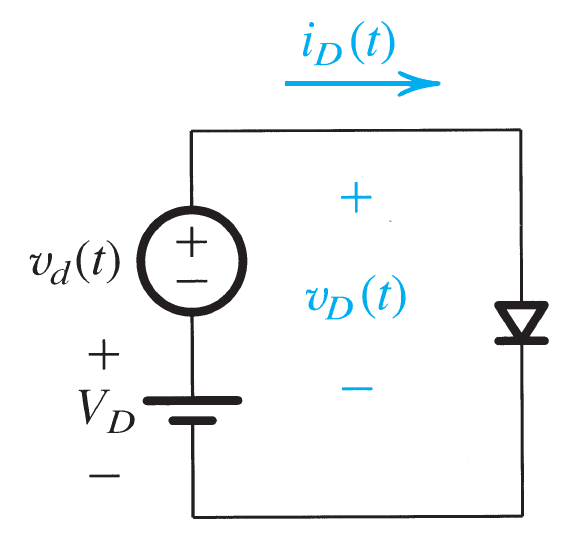 i_D(t)
+
+
−
v_d(t)
v_D(t)
+
V_D
−
−